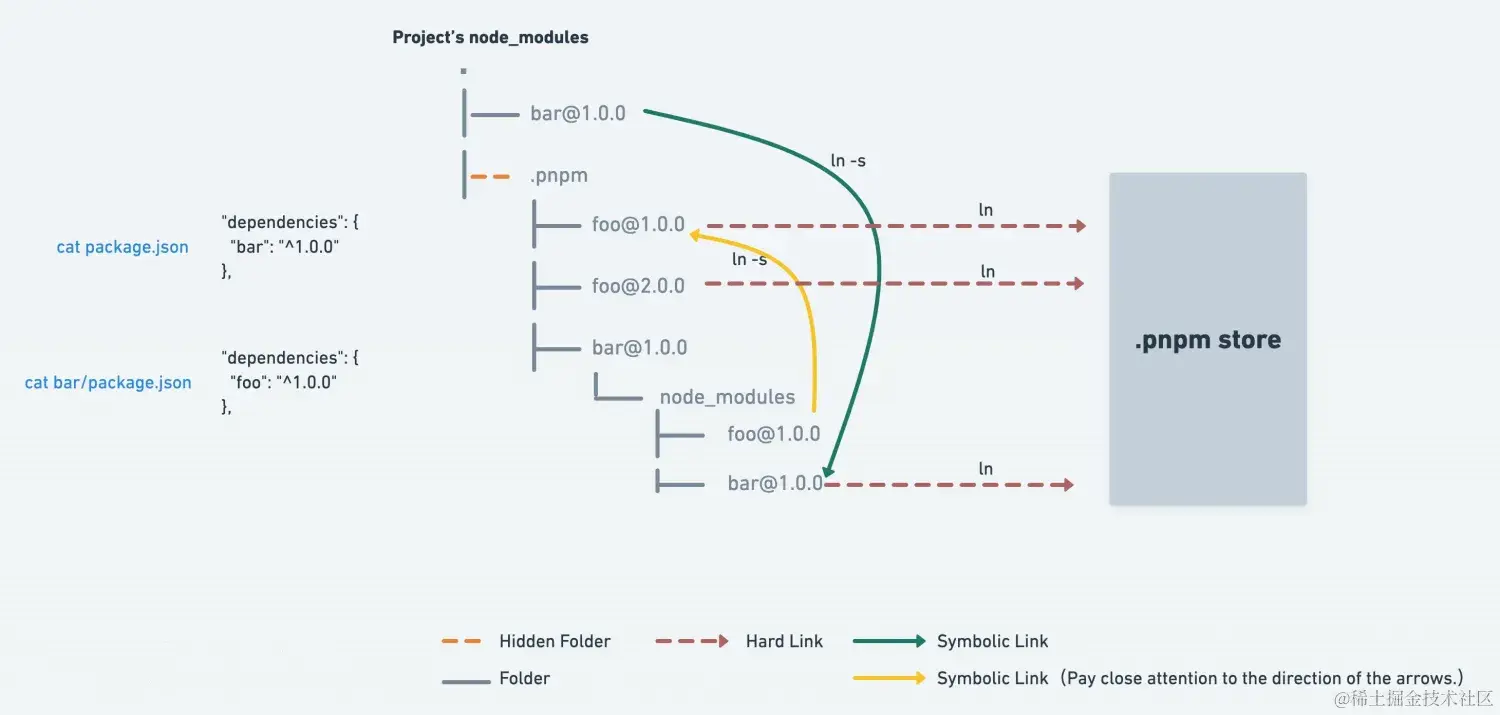 Project's node_modules
.
bar@1.0.0
ln -s
.pnpm
"dependencies": {
cat package.json
"bar": "^1.0.0"
},
foo@1.0.0
ln
ln -s
foo@2.0.0
ln
.pnpm store
bar@1.0.0
"dependencies": {
cat bar/package.json
"foo": "^1.0.0"
},
node_modules
foo@1.0.0
bar@1.0.0
ln
Hidden Folder
Hard Link
Symbolic Link
Folder
Symbolic Link（Pay close attention to the direction of the arrows.）
@稀土掘金技术社区